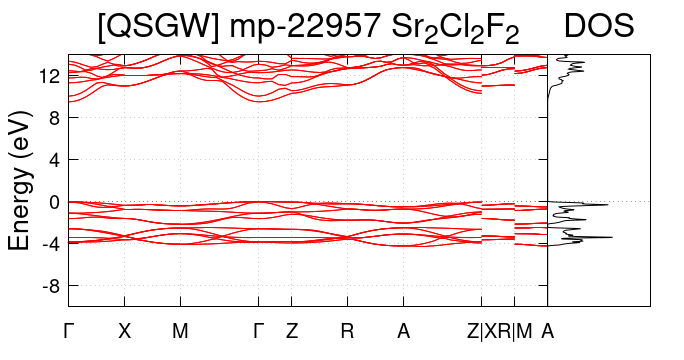 [QSGW] mp-22957 Sr₂Cl₂F₂ DOS
Energy (eV)
12
8
4
0
-4
-8
Γ X M Γ Z R A Z|XR|M A